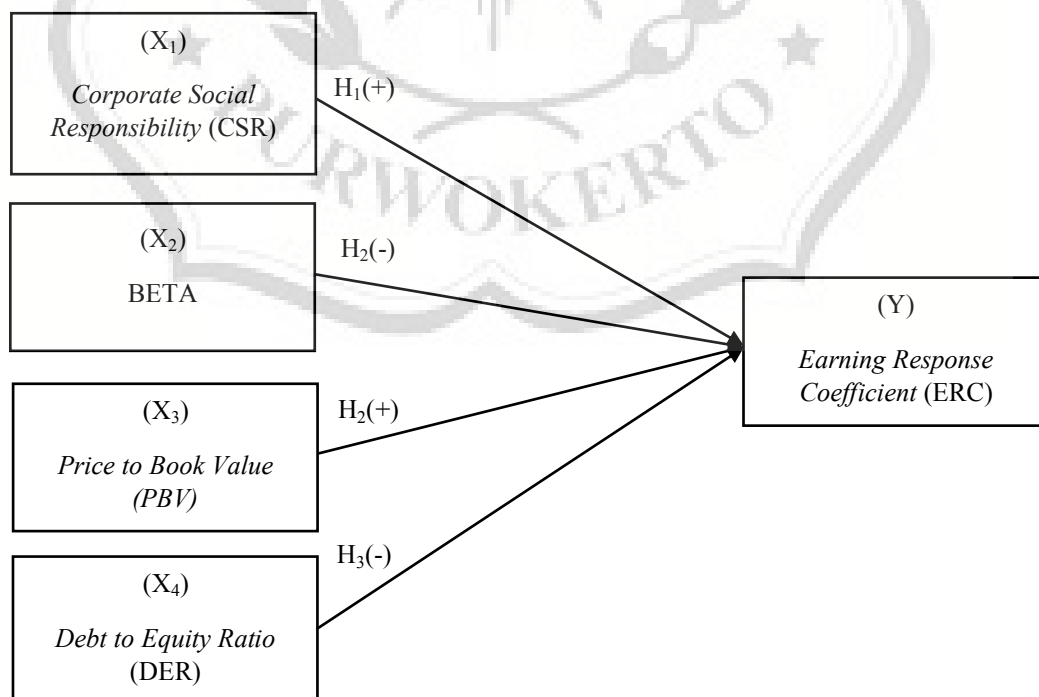 (X₁)
Corporate Social
Responsibility (CSR)
H₁(+)
(X₂)
BETA
H₂(-)
(X₃)
Price to Book Value
(PBV)
H₂(+)
(X₄)
Debt to Equity Ratio
(DER)
H₃(-)
(Y)
Earning Response
Coefficient (ERC)
PURWOKERTO